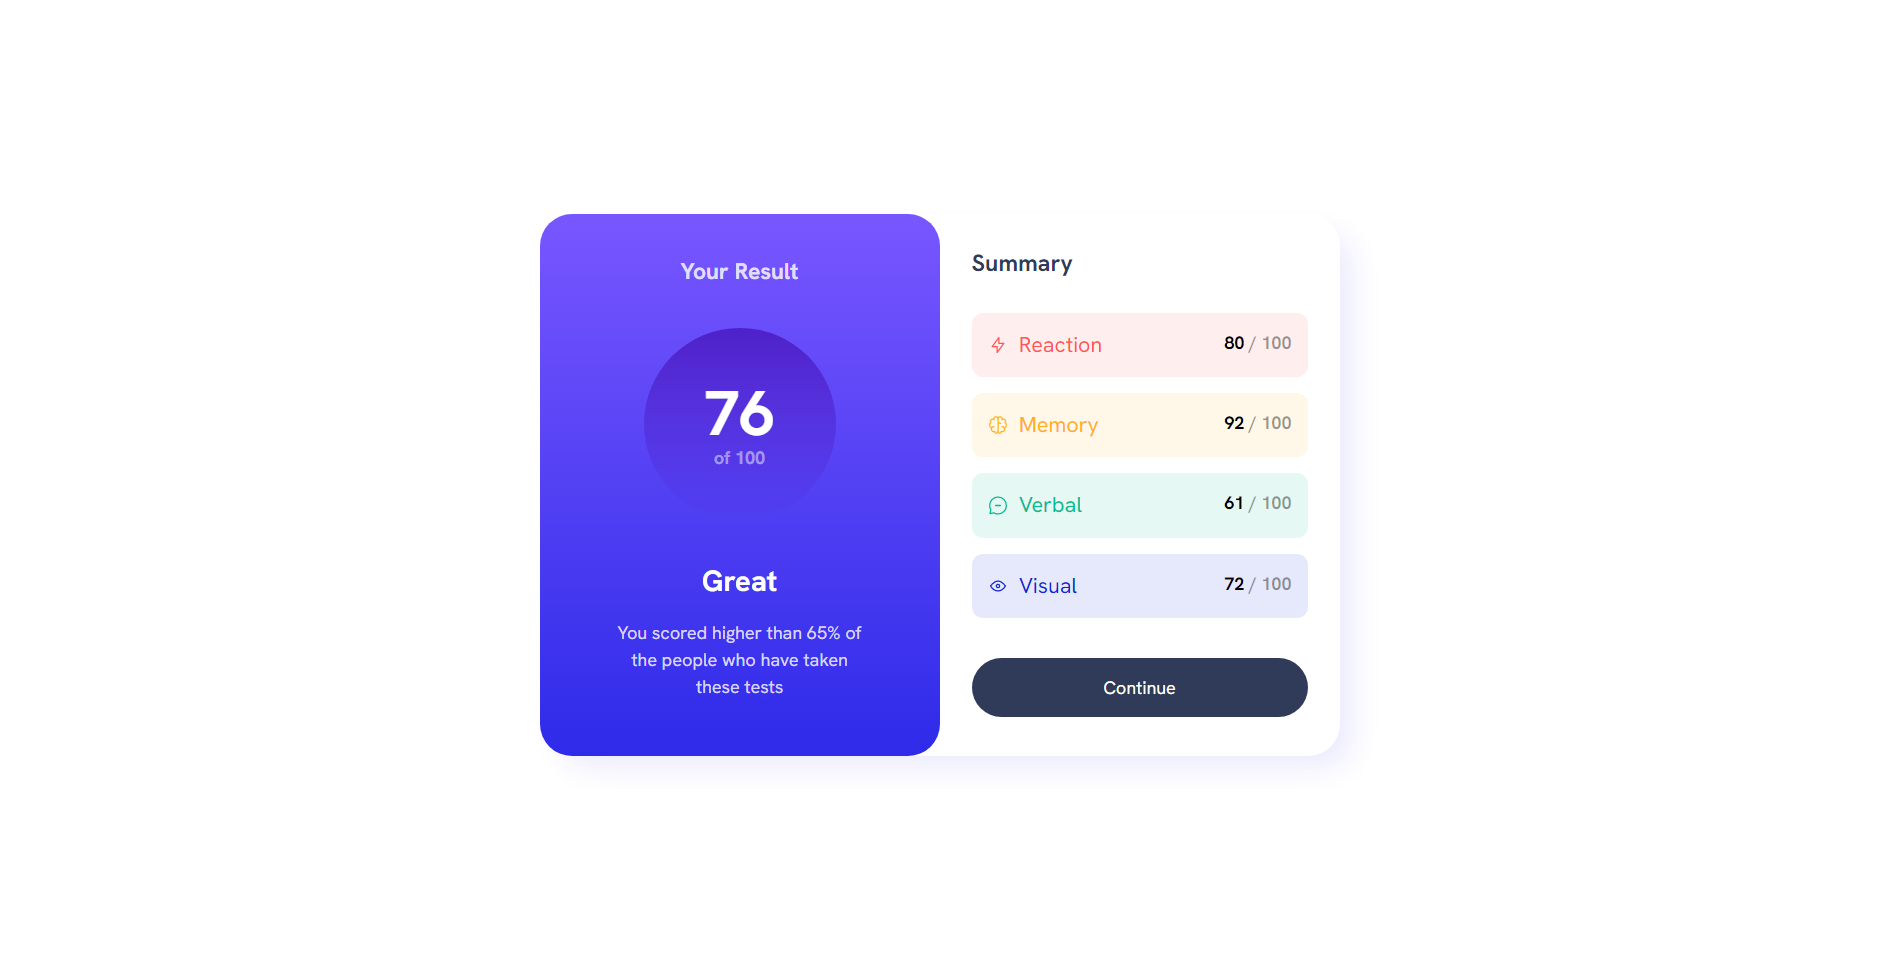 Your Result
76
of 100
Great
You scored higher than 65% of
the people who have taken
these tests
Summary
Reaction 80 / 100
Memory 92 / 100
Verbal 61 / 100
Visual 72 / 100
Continue